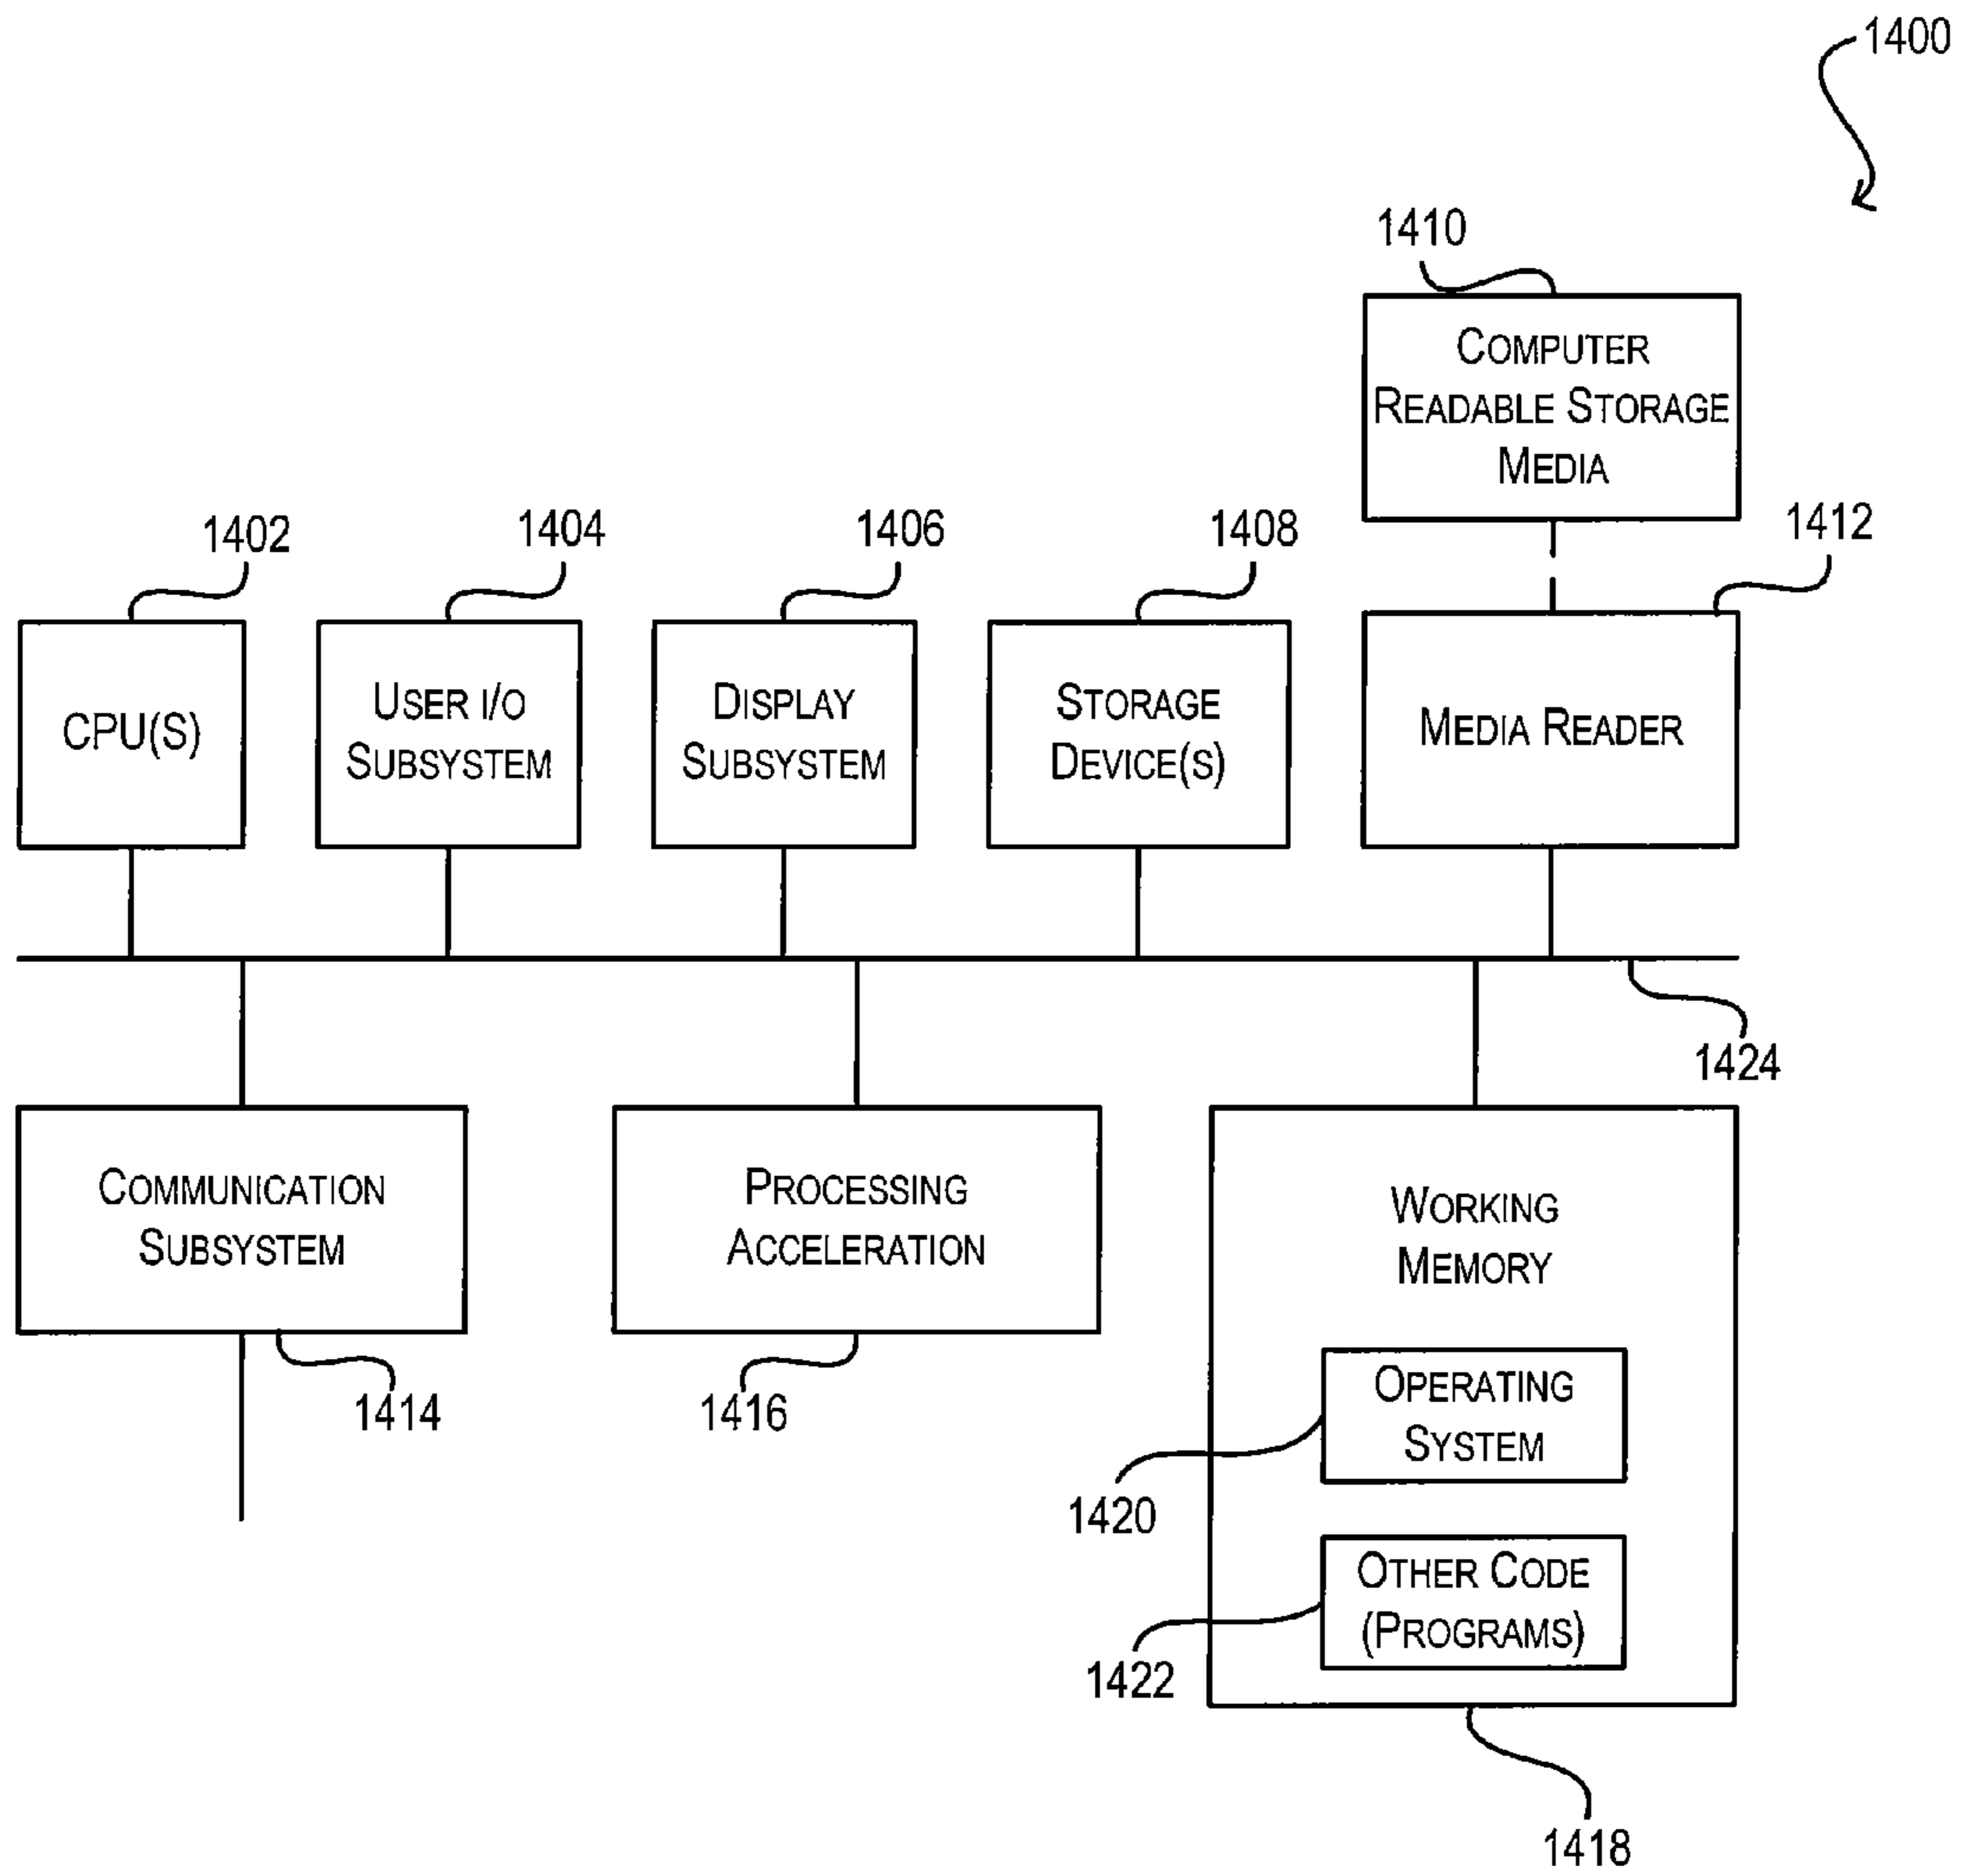 1400
1410
COMPUTER
READABLE STORAGE
MEDIA
1402
1404
1406
1408
1412
CPU(S)
USER I/O
SUBSYSTEM
DISPLAY
SUBSYSTEM
STORAGE
DEVICE(S)
MEDIA READER
1424
COMMUNICATION
SUBSYSTEM
1414
PROCESSING
ACCELERATION
1416
WORKING
MEMORY
OPERATING
SYSTEM
1420
OTHER CODE
(PROGRAMS)
1422
1418